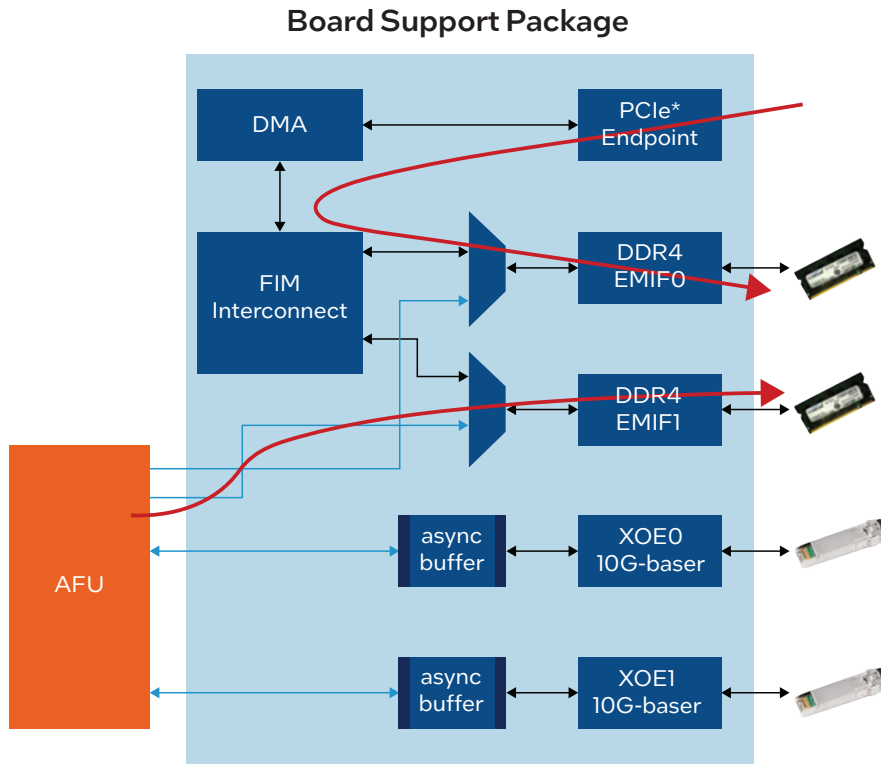 Board Support Package
DMA
PCIe*
Endpoint
FIM
Interconnect
DDR4
EMIF0
DDR4
EMIF1
AFU
async
buffer
XOE0
10G-baser
async
buffer
XOE1
10G-baser